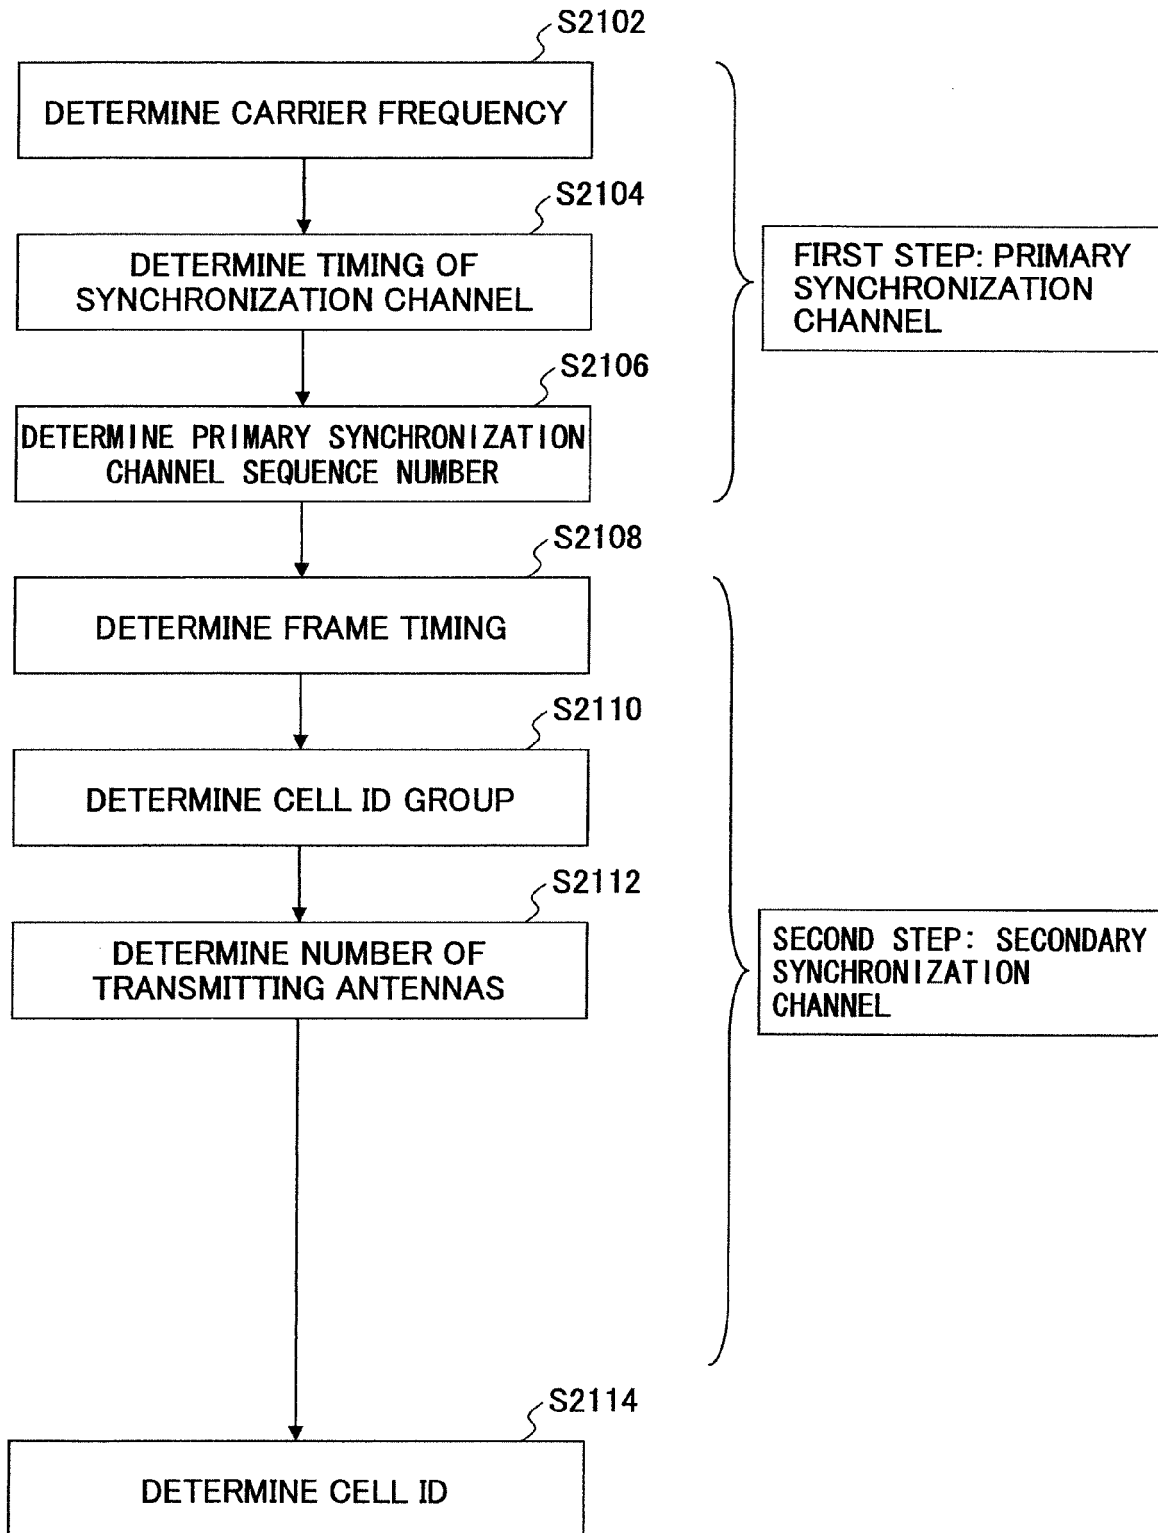 S2102
DETERMINE CARRIER FREQUENCY
S2104
DETERMINE TIMING OF
SYNCHRONIZATION CHANNEL
FIRST STEP: PRIMARY
SYNCHRONIZATION
CHANNEL
S2106
DETERMINE PRIMARY SYNCHRONIZATION
CHANNEL SEQUENCE NUMBER
S2108
DETERMINE FRAME TIMING
S2110
DETERMINE CELL ID GROUP
S2112
DETERMINE NUMBER OF
TRANSMITTING ANTENNAS
SECOND STEP: SECONDARY
SYNCHRONIZATION
CHANNEL
S2114
DETERMINE CELL ID